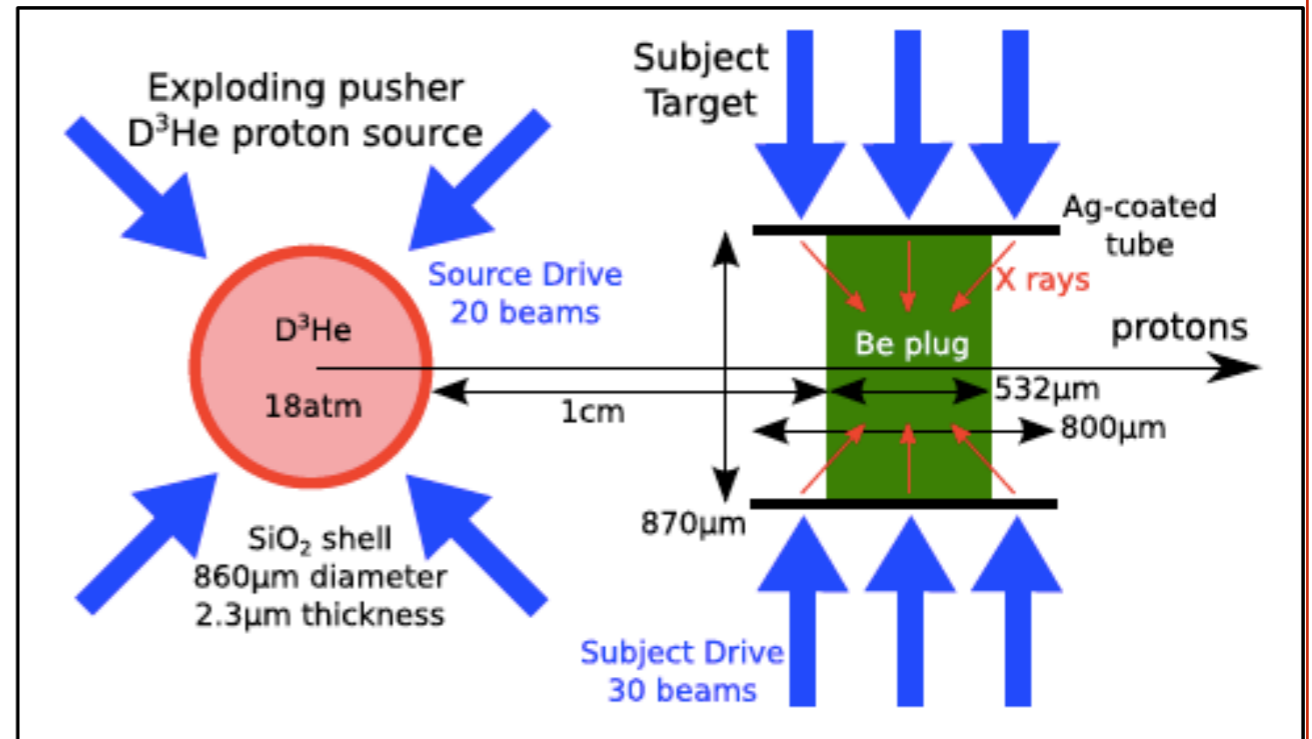 Exploding pusher
D³He proton source
Subject
Target
Ag-coated
tube
Source Drive
20 beams
X rays
D³He
18atm
Be plug
protons
1cm
532μm
800μm
870μm
SiO₂ shell
860μm diameter
2.3μm thickness
Subject Drive
30 beams